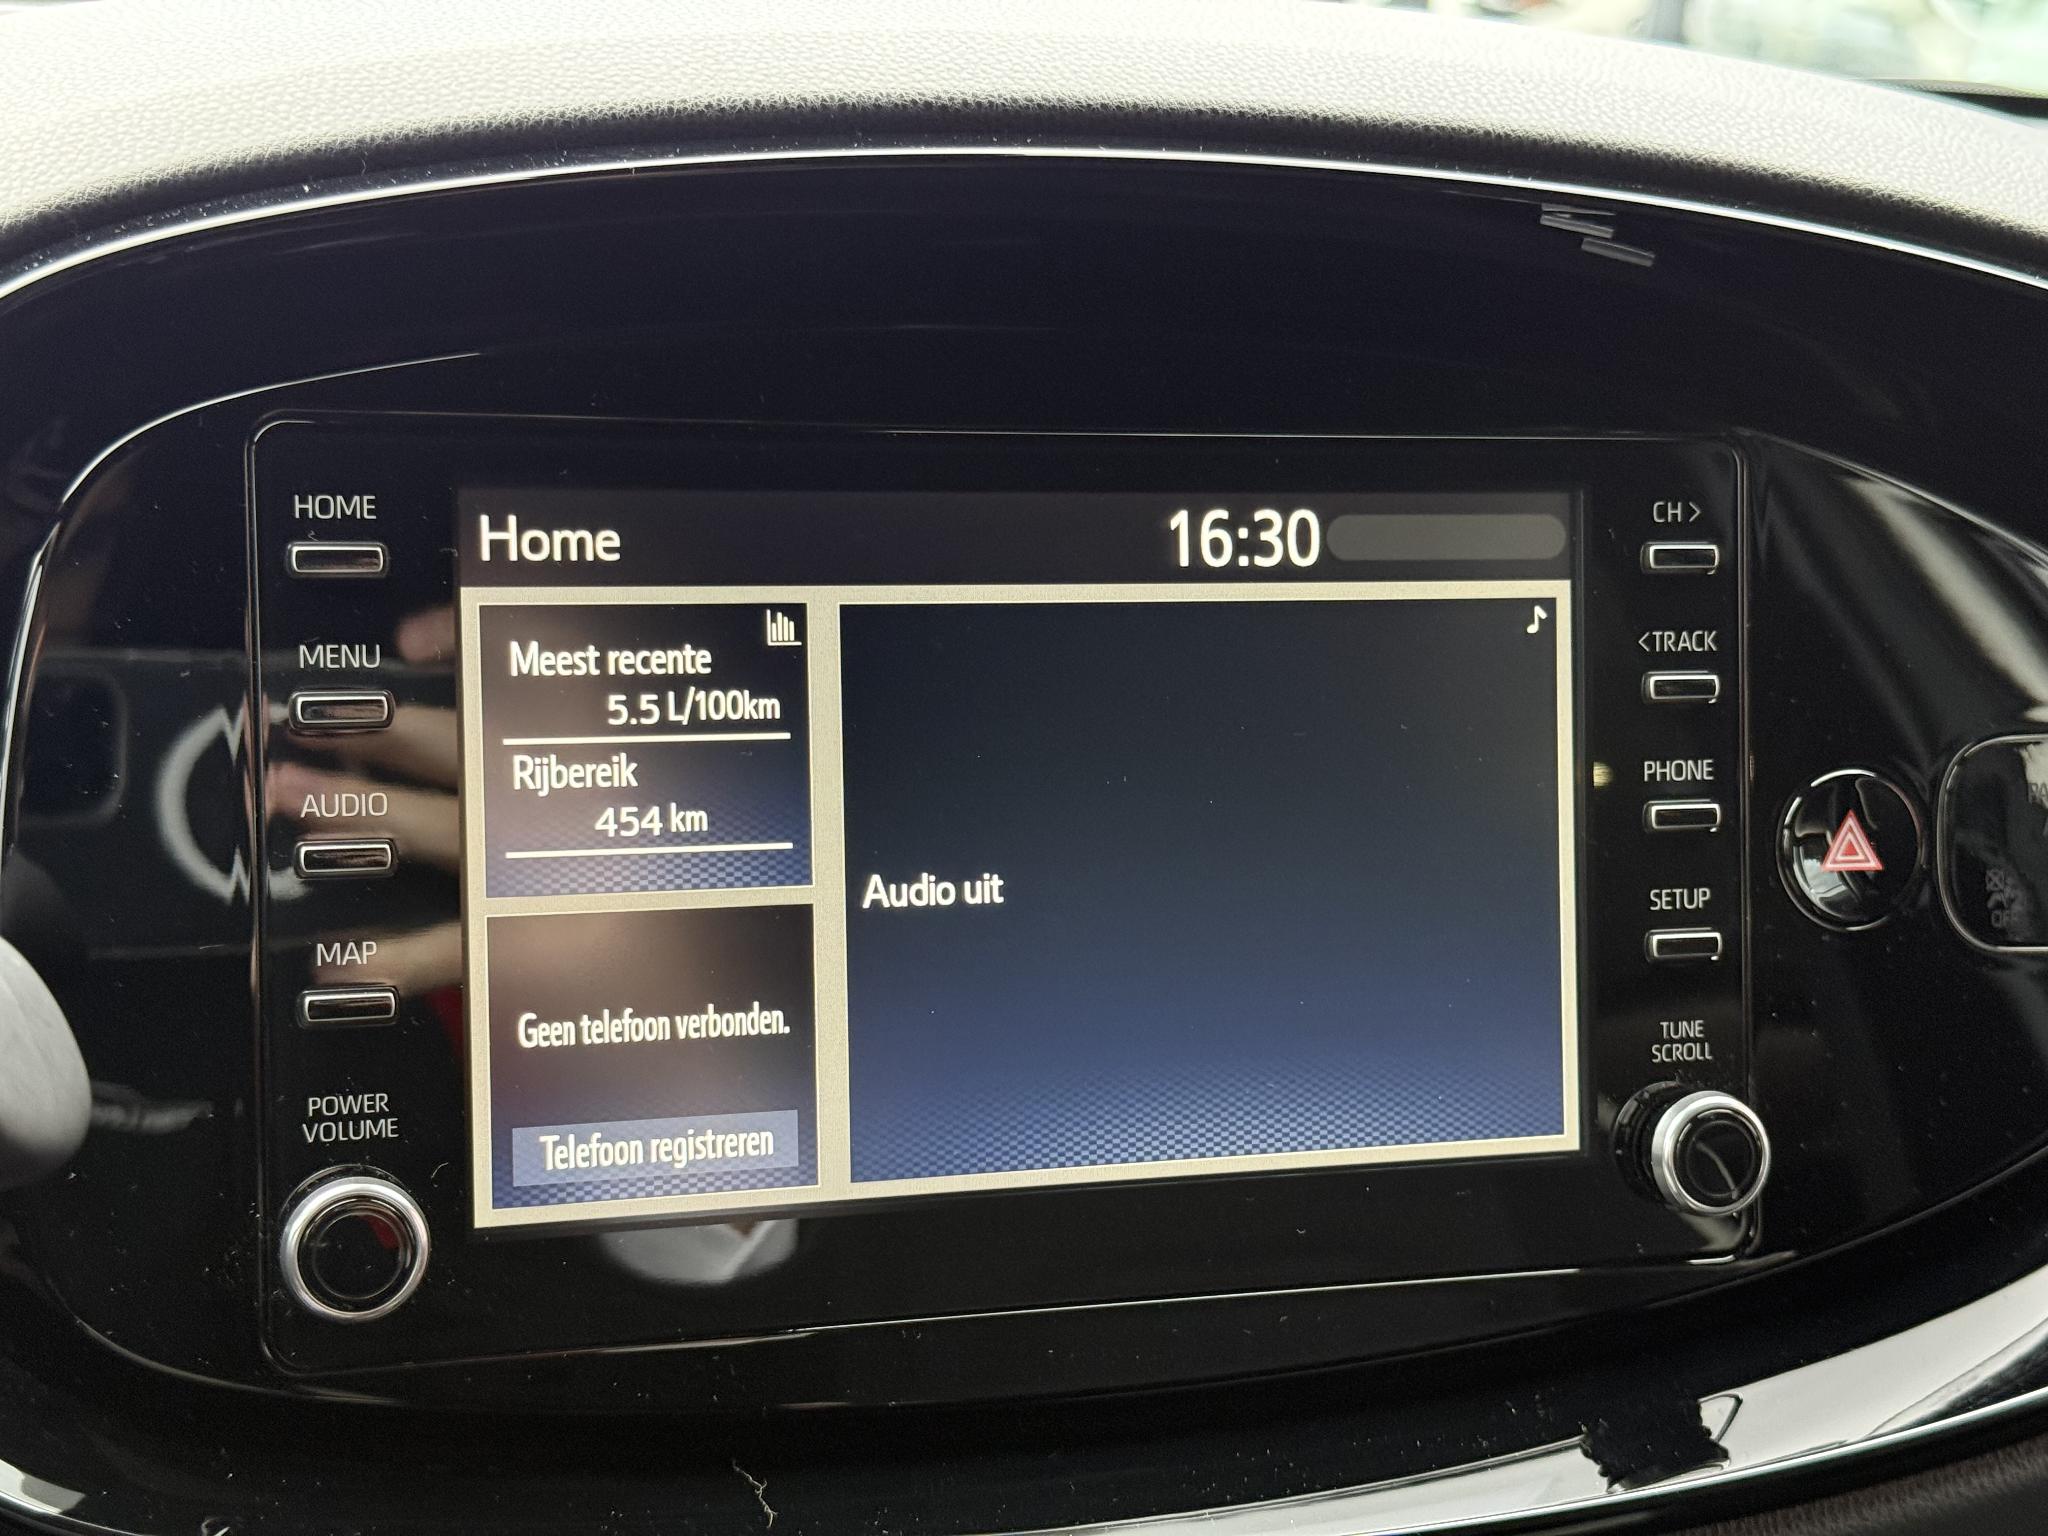 HOME
MENU
AUDIO
MAP
POWER
VOLUME
Home
16:30
Meest recente
5.5 L/100km
Rijbereik
454 km
Geen telefoon verbonden.
Telefoon registreren
Audio uit
CH >
<TRACK
PHONE
SETUP
TUNE
SCROLL